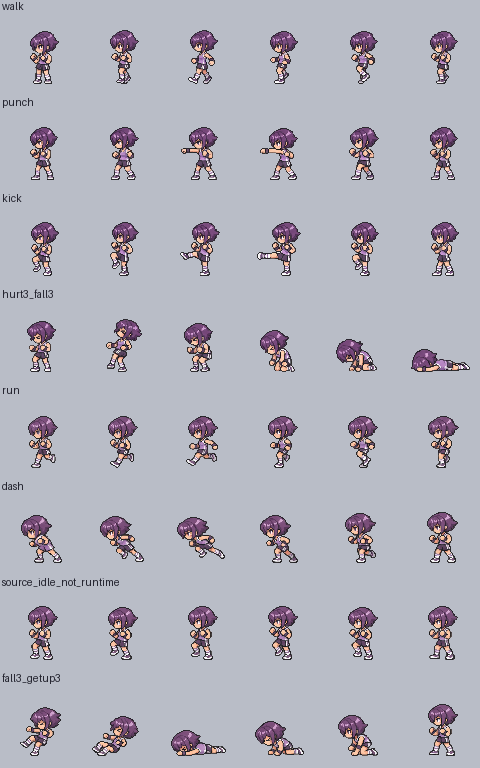 walk
punch
kick
hurt3_fall3
run
dash
source_idle_not_runtime
fall3_getup3